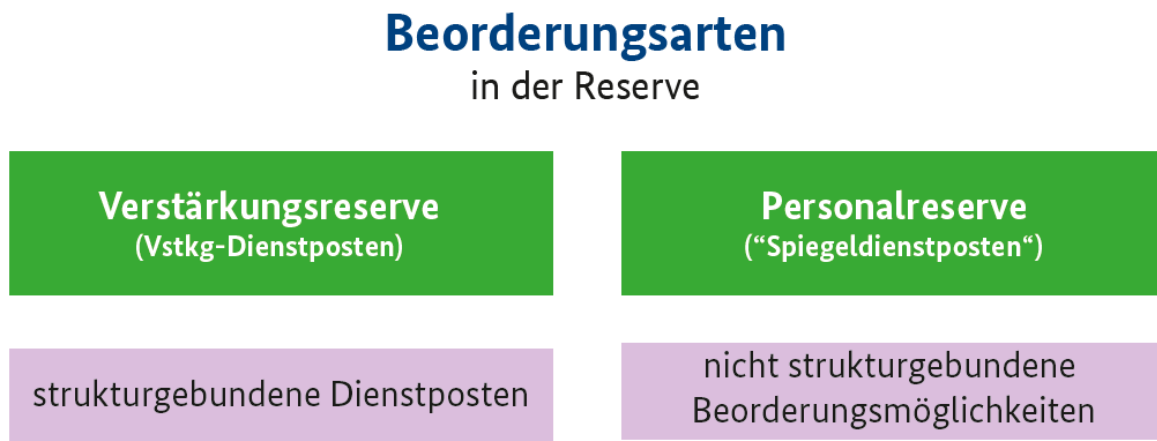 Beorderungsarten
in der Reserve
Verstärkungsreserve
(Vstkg-Dienstposten)
Personalreserve
(“Spiegeldienstposten“)
strukturgebundene Dienstposten
nicht strukturgebundene
Beorderungsmöglichkeiten